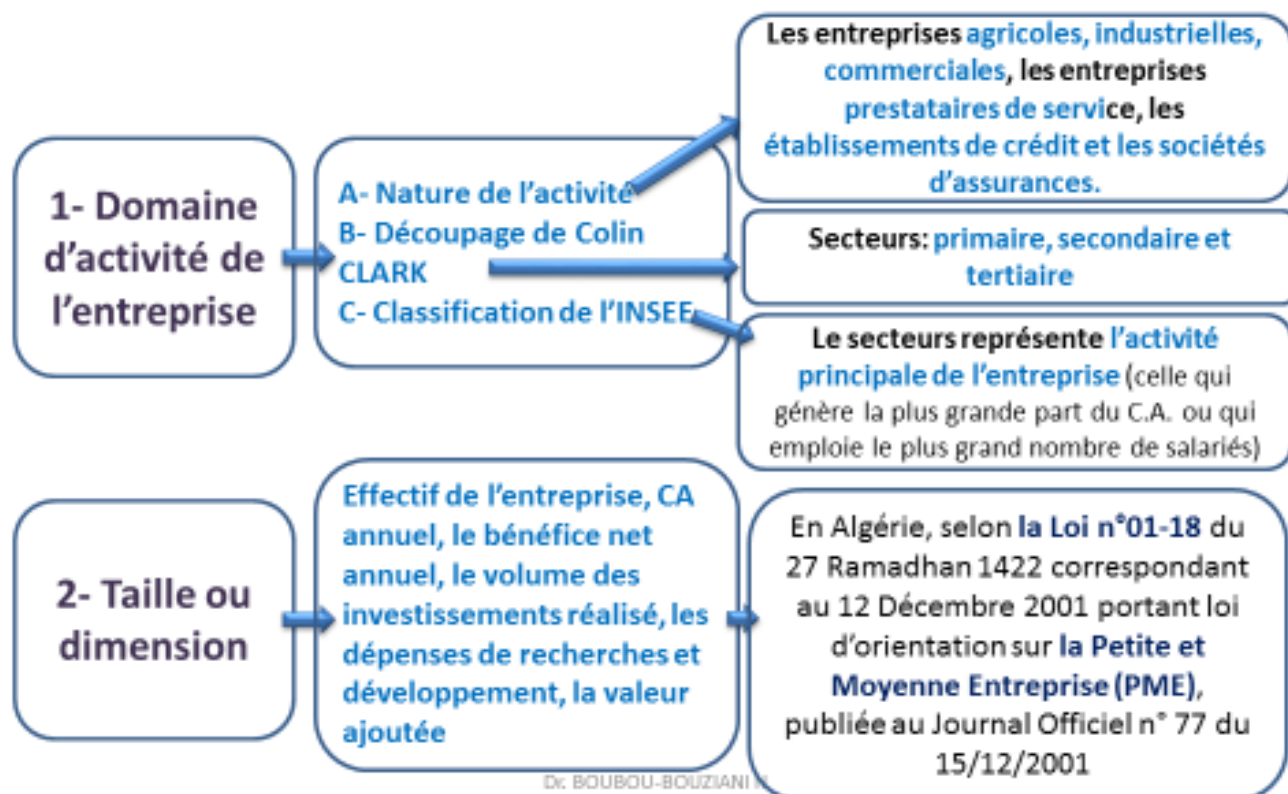 1- Domaine
d'activité de
l'entreprise
A- Nature de l'activité
B- Découpage de Colin
CLARK
C- Classification de l'INSEE
Les entreprises agricoles, industrielles,
commerciales, les entreprises
prestataires de service, les
établissements de crédit et les sociétés
d'assurances.
Secteurs: primaire, secondaire et
tertiaire
Le secteurs représente l'activité
principale de l'entreprise (celle qui
génère la plus grande part du C.A. ou qui
emploie le plus grand nombre de salariés)
2- Taille ou
dimension
Effectif de l'entreprise, CA
annuel, le bénéfice net
annuel, le volume des
investissements réalisé, les
dépenses de recherches et
développement, la valeur
ajoutée
En Algérie, selon la Loi n°01-18 du
27 Ramadhan 1422 correspondant
au 12 Décembre 2001 portant loi
d'orientation sur la Petite et
Moyenne Entreprise (PME),
publiée au Journal Officiel n° 77 du
15/12/2001
Dr. BOUBOU-BOUZIANI